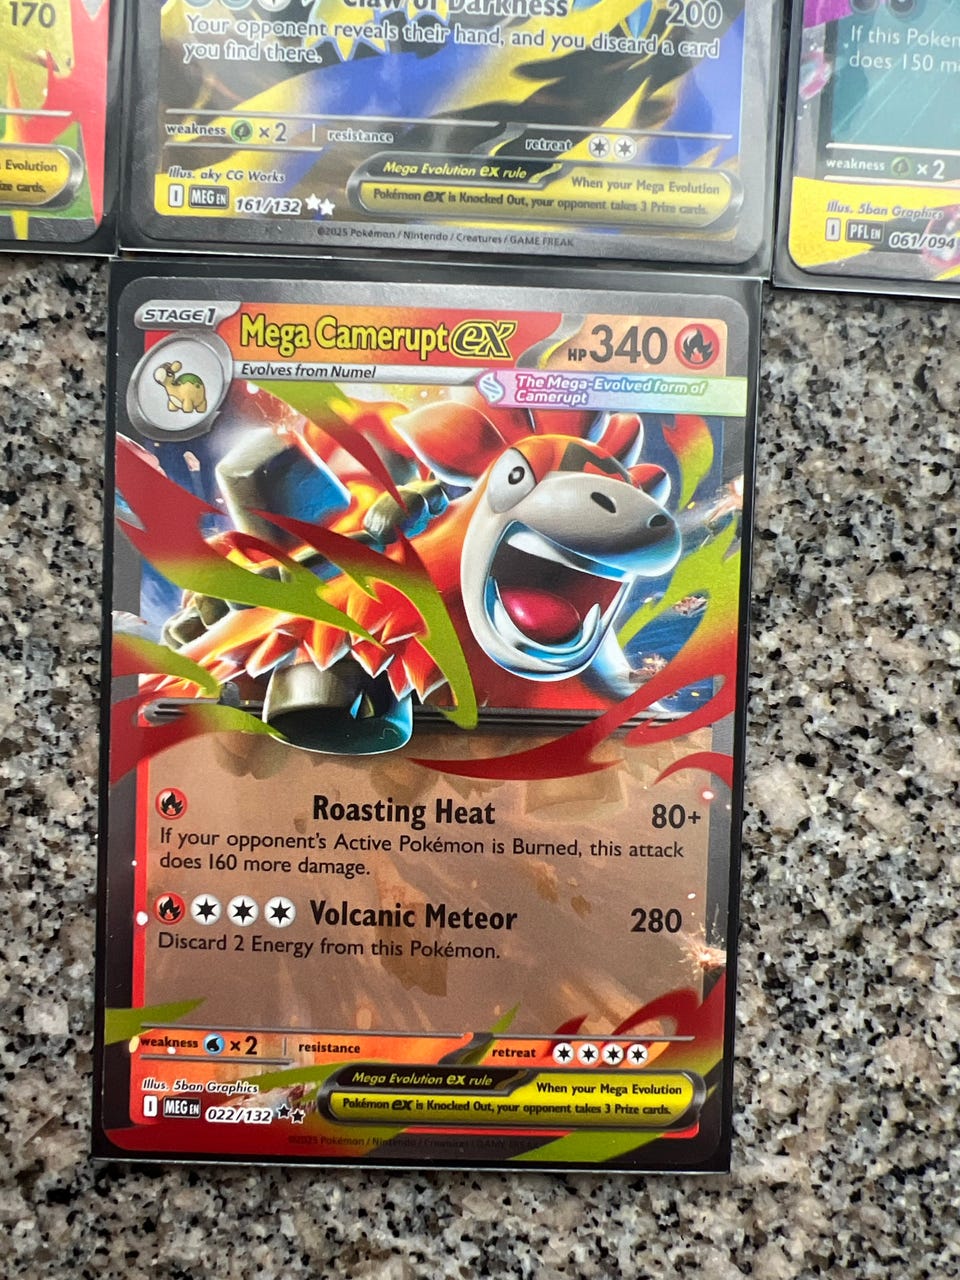 170
Evolution
ize cards.
Claw of Darkness 200
Your opponent reveals their hand, and you discard a card
you find there.
weakness ×2 resistance
retreat
Illus. aky CG Works
Mega Evolution ex rule
When your Mega Evolution
Pokémon ex is Knocked Out, your opponent takes 3 Prize cards.
I MEG EN 161/132
©2025 Pokémon / Nintendo / Creatures / GAME FREAK
If this Poken
does 150 m
weakness ×2
Illus. 5ban Graphics
I PFL EN 061/094
STAGE 1
Mega Camerupt ex HP 340
Evolves from Numel
The Mega-Evolved form of
Camerupt
Roasting Heat 80+
If your opponent's Active Pokémon is Burned, this attack
does 160 more damage.
Volcanic Meteor 280
Discard 2 Energy from this Pokémon.
weakness ×2 resistance
retreat
Illus. 5ban Graphics
Mega Evolution ex rule
When your Mega Evolution
Pokémon ex is Knocked Out, your opponent takes 3 Prize cards.
I MEG EN 022/132
©2025 Pokémon / Nintendo / Creatures / GAME FREAK